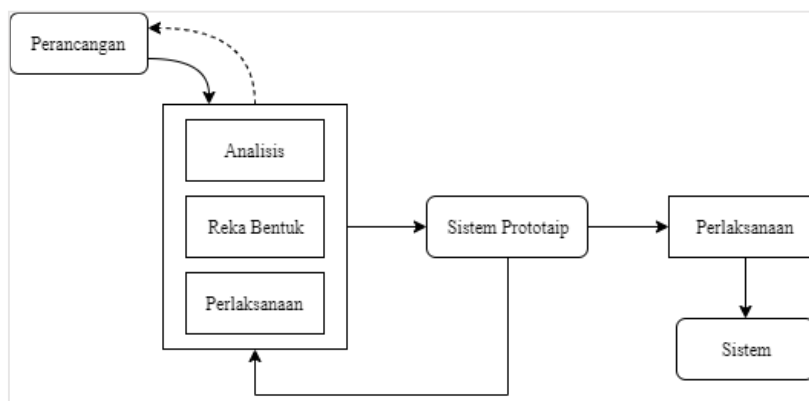 Perancangan
Analisis
Reka Bentuk
Perlaksanaan
Sistem Prototaip
Perlaksanaan
Sistem